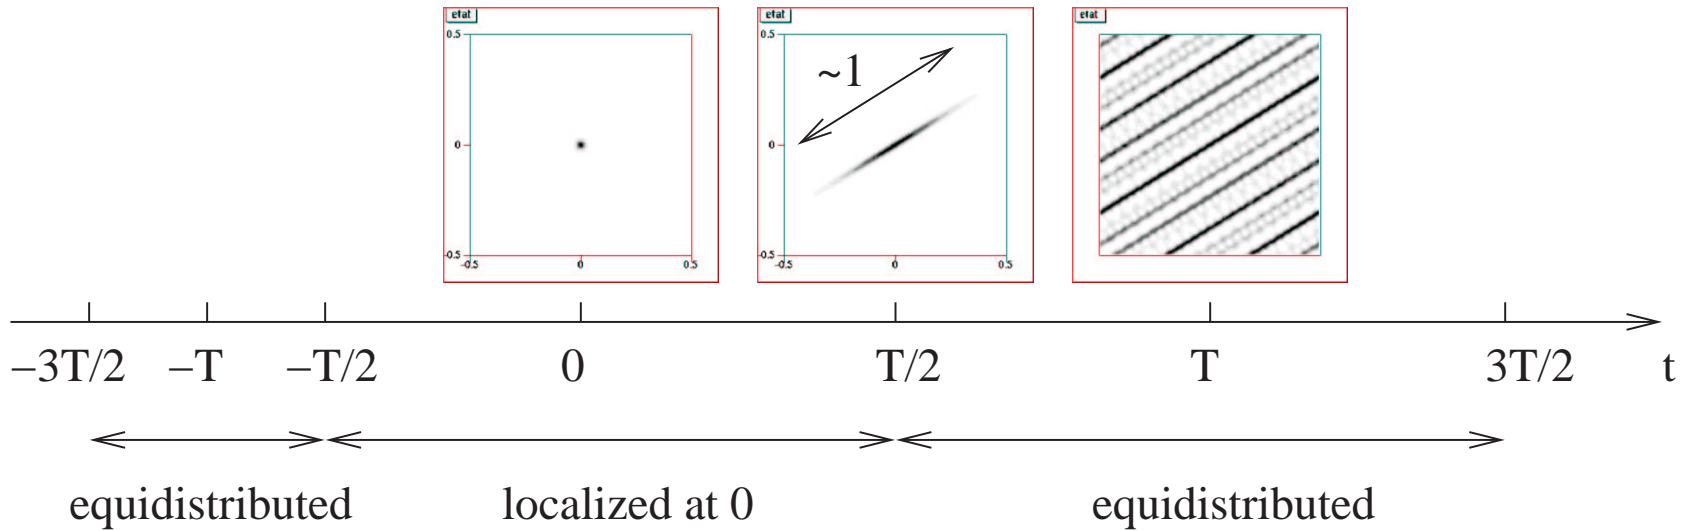 etat etat etat
0.5 0.5
~1
0 0
-0.5 -0.5
-0.5 0 0.5 -0.5 0 0.5
−3T/2 −T −T/2 0 T/2 T 3T/2 t
equidistributed localized at 0 equidistributed